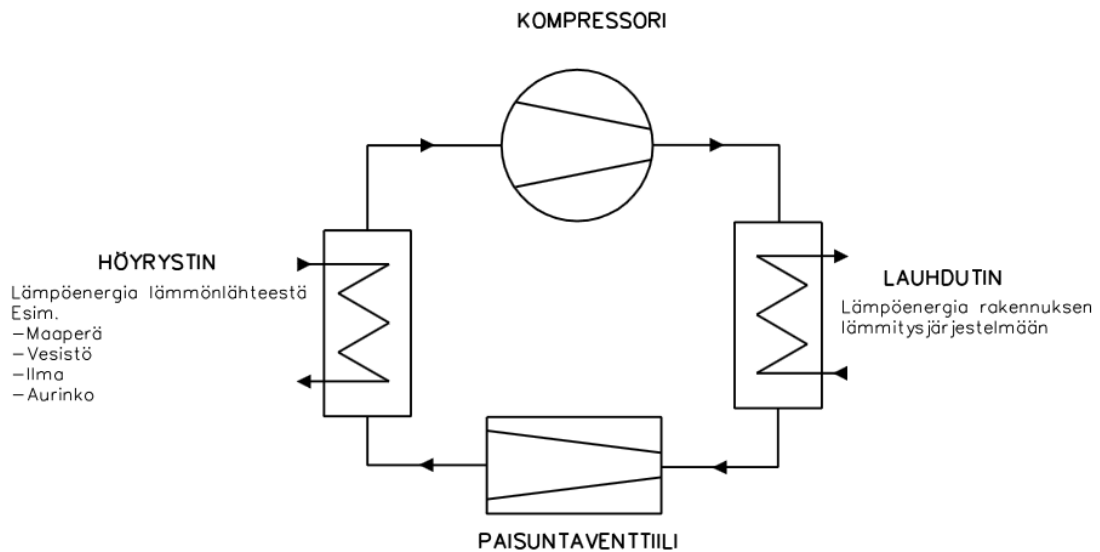 KOMPRESSORI
HÖYRYSTIN
Lämpöenergia lämmönlähteestä
Esim.
-Maaperä
-Vesistö
-Ilma
-Aurinko
LAUHDUTIN
Lämpöenergia rakennuksen
lämmitysjärjestelmään
PAISUNTAVENTTIILI